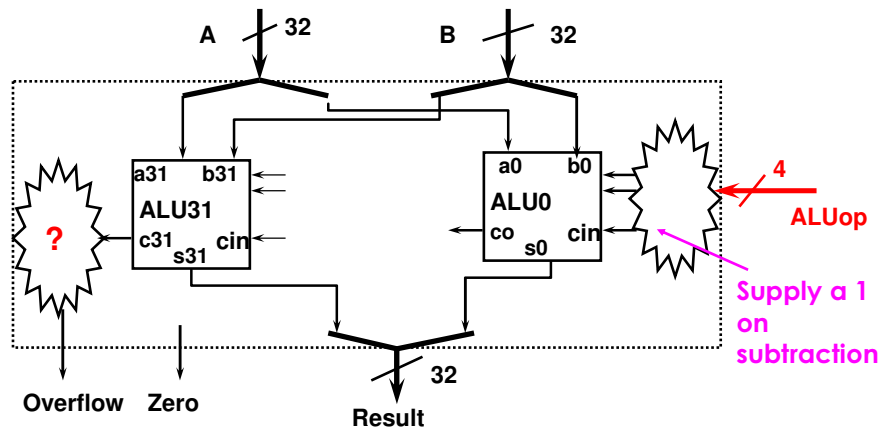 A 32 B 32
a31 b31
ALU31
c31 cin
s31
?
a0 b0
ALU0
co cin
s0
4
ALUop
Supply a 1
on
subtraction
32
Overflow Zero
Result